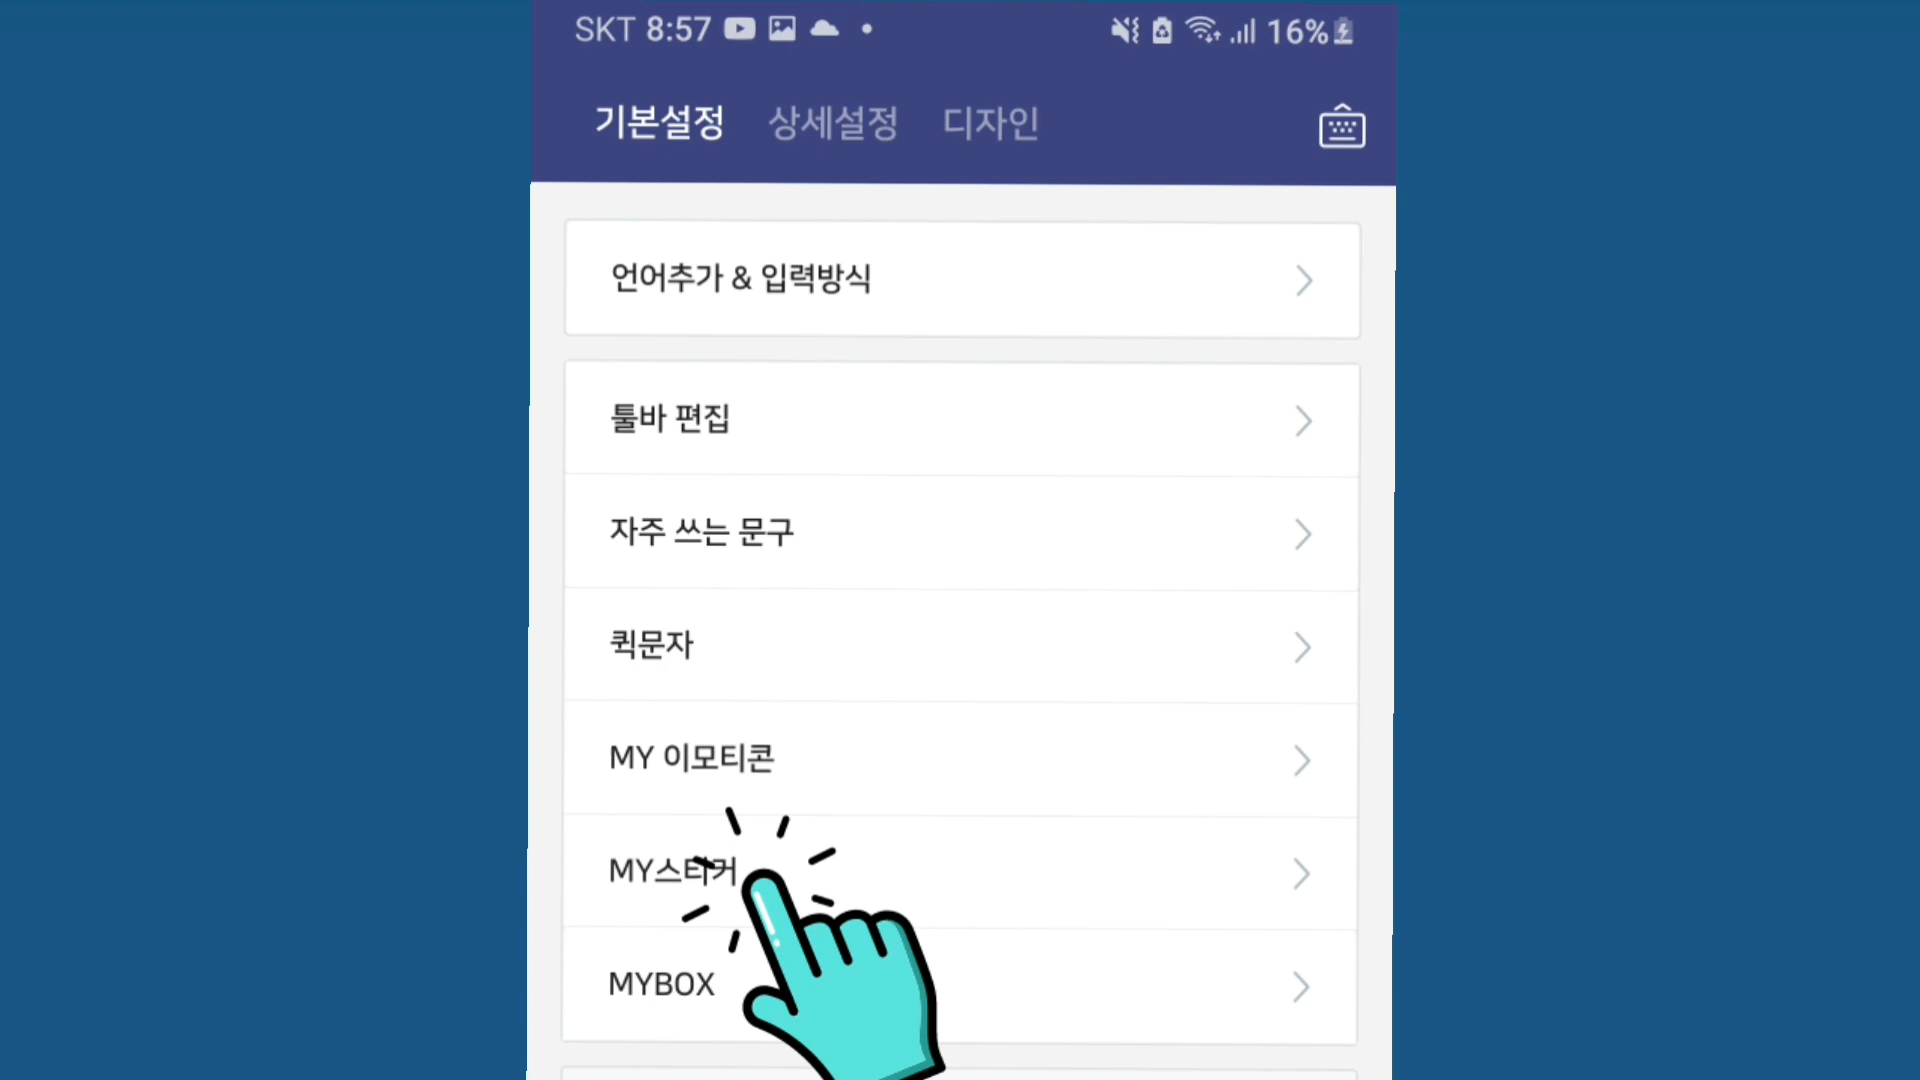 SKT 8:57 16%
기본설정 상세설정 디자인
언어추가 & 입력방식
툴바 편집
자주 쓰는 문구
퀵문자
MY 이모티콘
MY스티커
MYBOX